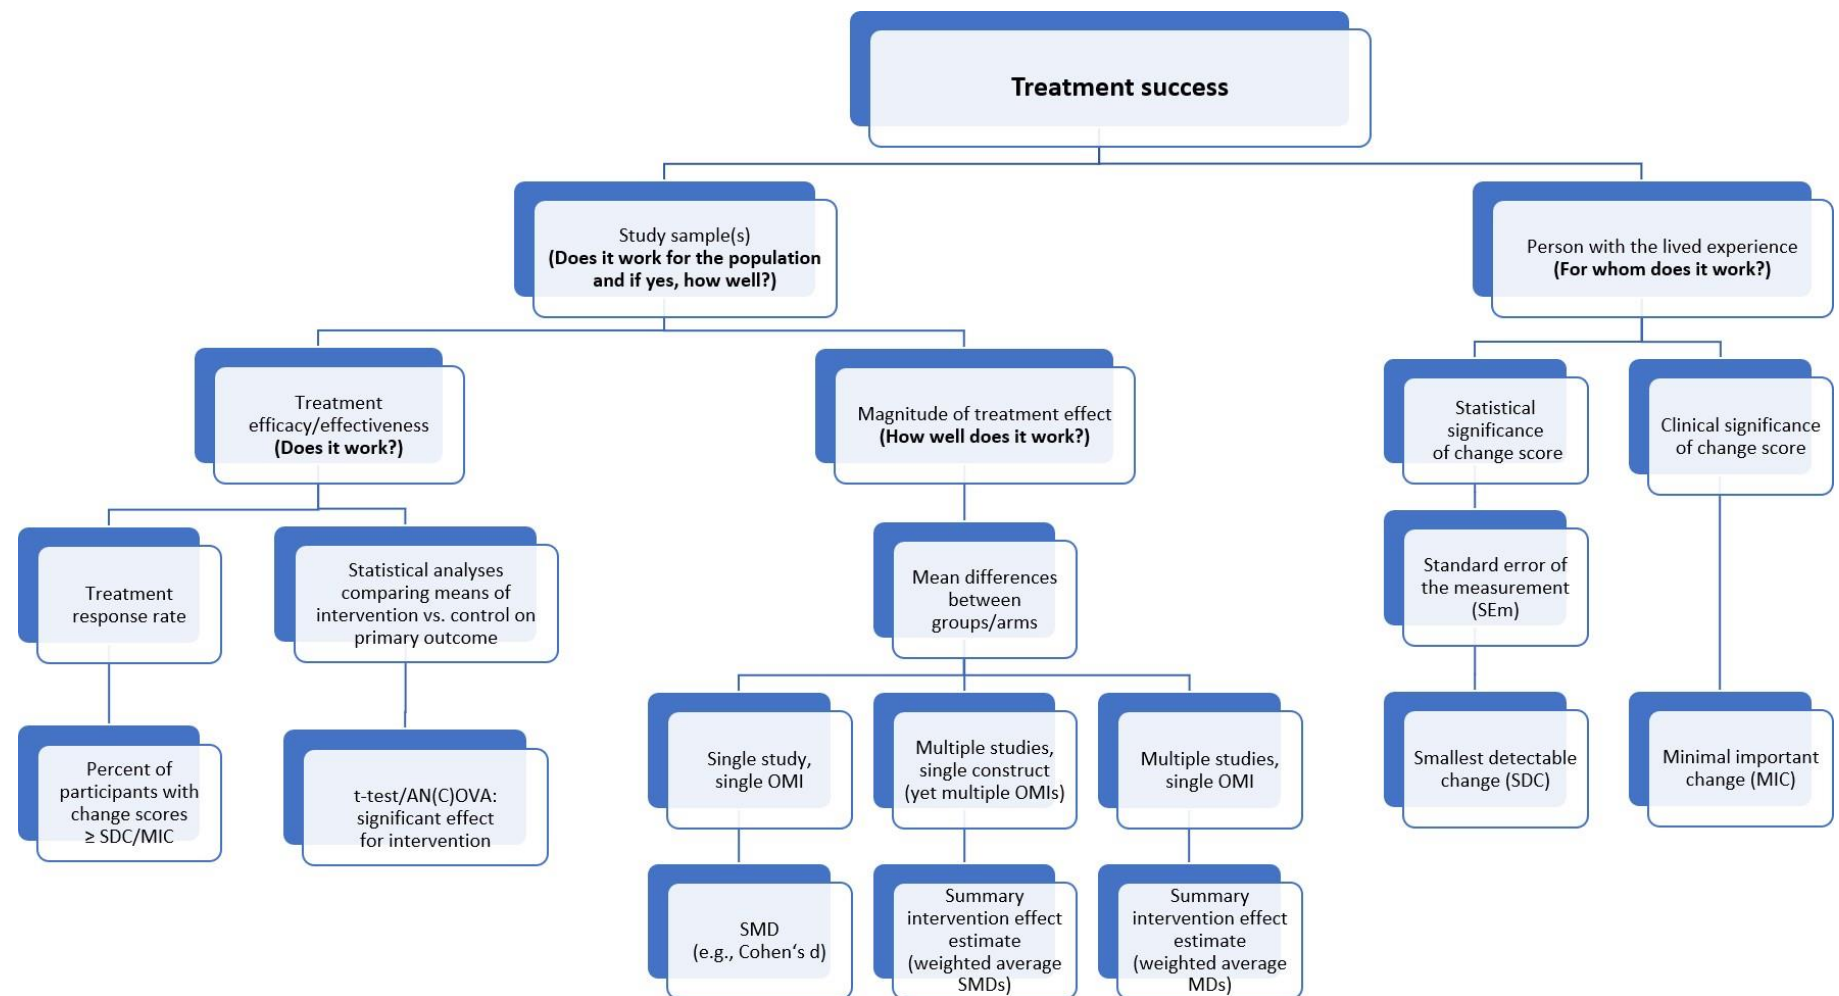 Treatment success
Study sample(s)
(Does it work for the population
and if yes, how well?)
Person with the lived experience
(For whom does it work?)
Treatment
efficacy/effectiveness
(Does it work?)
Magnitude of treatment effect
(How well does it work?)
Statistical
significance
of change score
Clinical significance
of change score
Treatment
response rate
Statistical analyses
comparing means of
intervention vs. control on
primary outcome
Mean differences
between
groups/arms
Standard error of
the measurement
(SEm)
Percent of
participants with
change scores
≥ SDC/MIC
t-test/AN(C)OVA:
significant effect
for intervention
Single study,
single OMI
Multiple studies,
single construct
(yet multiple OMIs)
Multiple studies,
single OMI
Smallest detectable
change (SDC)
Minimal important
change (MIC)
SMD
(e.g., Cohen‘s d)
Summary
intervention effect
estimate
(weighted average
SMDs)
Summary
intervention effect
estimate
(weighted average
MDs)